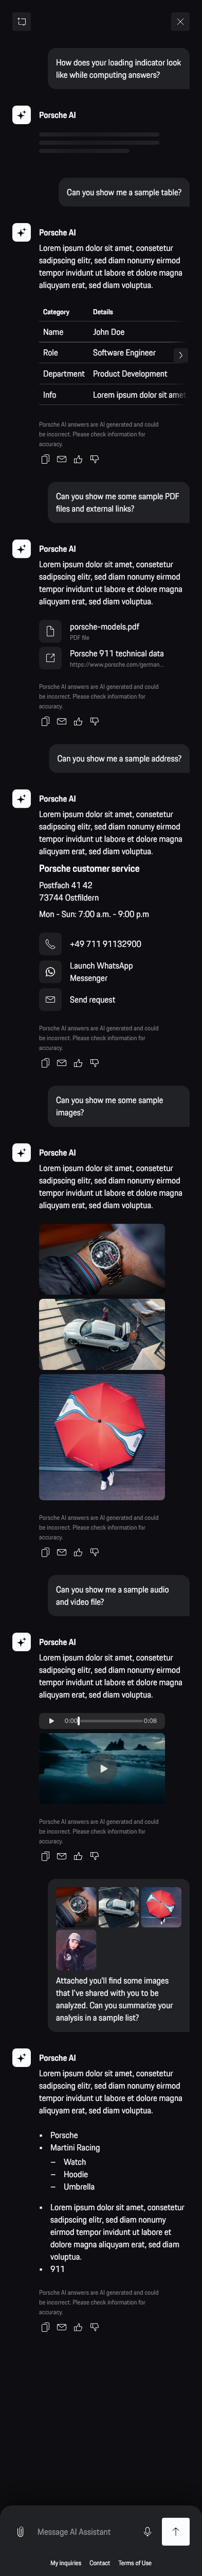 How does your loading indicator look
like while computing answers?
Porsche AI
Can you show me a sample table?
Porsche AI
Lorem ipsum dolor sit amet, consetetur
sadipscing elitr, sed diam nonumy eirmod
tempor invidunt ut labore et dolore magna
aliquyam erat, sed diam voluptua.
Category Details
Name John Doe
Role Software Engineer
Department Product Development
Info Lorem ipsum dolor sit amet
Porsche AI answers are AI generated and could
be incorrect. Please check information for
accuracy.
Can you show me some sample PDF
files and external links?
Porsche AI
Lorem ipsum dolor sit amet, consetetur
sadipscing elitr, sed diam nonumy eirmod
tempor invidunt ut labore et dolore magna
aliquyam erat, sed diam voluptua.
porsche-models.pdf
PDF file
Porsche 911 technical data
https://www.porsche.com/german...
Porsche AI answers are AI generated and could
be incorrect. Please check information for
accuracy.
Can you show me a sample address?
Porsche AI
Lorem ipsum dolor sit amet, consetetur
sadipscing elitr, sed diam nonumy eirmod
tempor invidunt ut labore et dolore magna
aliquyam erat, sed diam voluptua.
Porsche customer service
Postfach 41 42
73744 Ostfildern
Mon - Sun: 7:00 a.m. - 9:00 p.m
+49 711 91132900
Launch WhatsApp
Messenger
Send request
Porsche AI answers are AI generated and could
be incorrect. Please check information for
accuracy.
Can you show me some sample
images?
Porsche AI
Lorem ipsum dolor sit amet, consetetur
sadipscing elitr, sed diam nonumy eirmod
tempor invidunt ut labore et dolore magna
aliquyam erat, sed diam voluptua.
Porsche AI answers are AI generated and could
be incorrect. Please check information for
accuracy.
Can you show me a sample audio
and video file?
Porsche AI
Lorem ipsum dolor sit amet, consetetur
sadipscing elitr, sed diam nonumy eirmod
tempor invidunt ut labore et dolore magna
aliquyam erat, sed diam voluptua.
0:00 0:08
Porsche AI answers are AI generated and could
be incorrect. Please check information for
accuracy.
Attached you'll find some images
that I've shared with you to be
analyzed. Can you summarize your
analysis in a sample list?
Porsche AI
Lorem ipsum dolor sit amet, consetetur
sadipscing elitr, sed diam nonumy eirmod
tempor invidunt ut labore et dolore magna
aliquyam erat, sed diam voluptua.
• Porsche
• Martini Racing
– Watch
– Hoodie
– Umbrella
• Lorem ipsum dolor sit amet, consetetur
sadipscing elitr, sed diam nonumy
eirmod tempor invidunt ut labore et
dolore magna aliquyam erat, sed diam
voluptua.
• 911
Porsche AI answers are AI generated and could
be incorrect. Please check information for
accuracy.
Message AI Assistant
My inquiries Contact Terms of Use